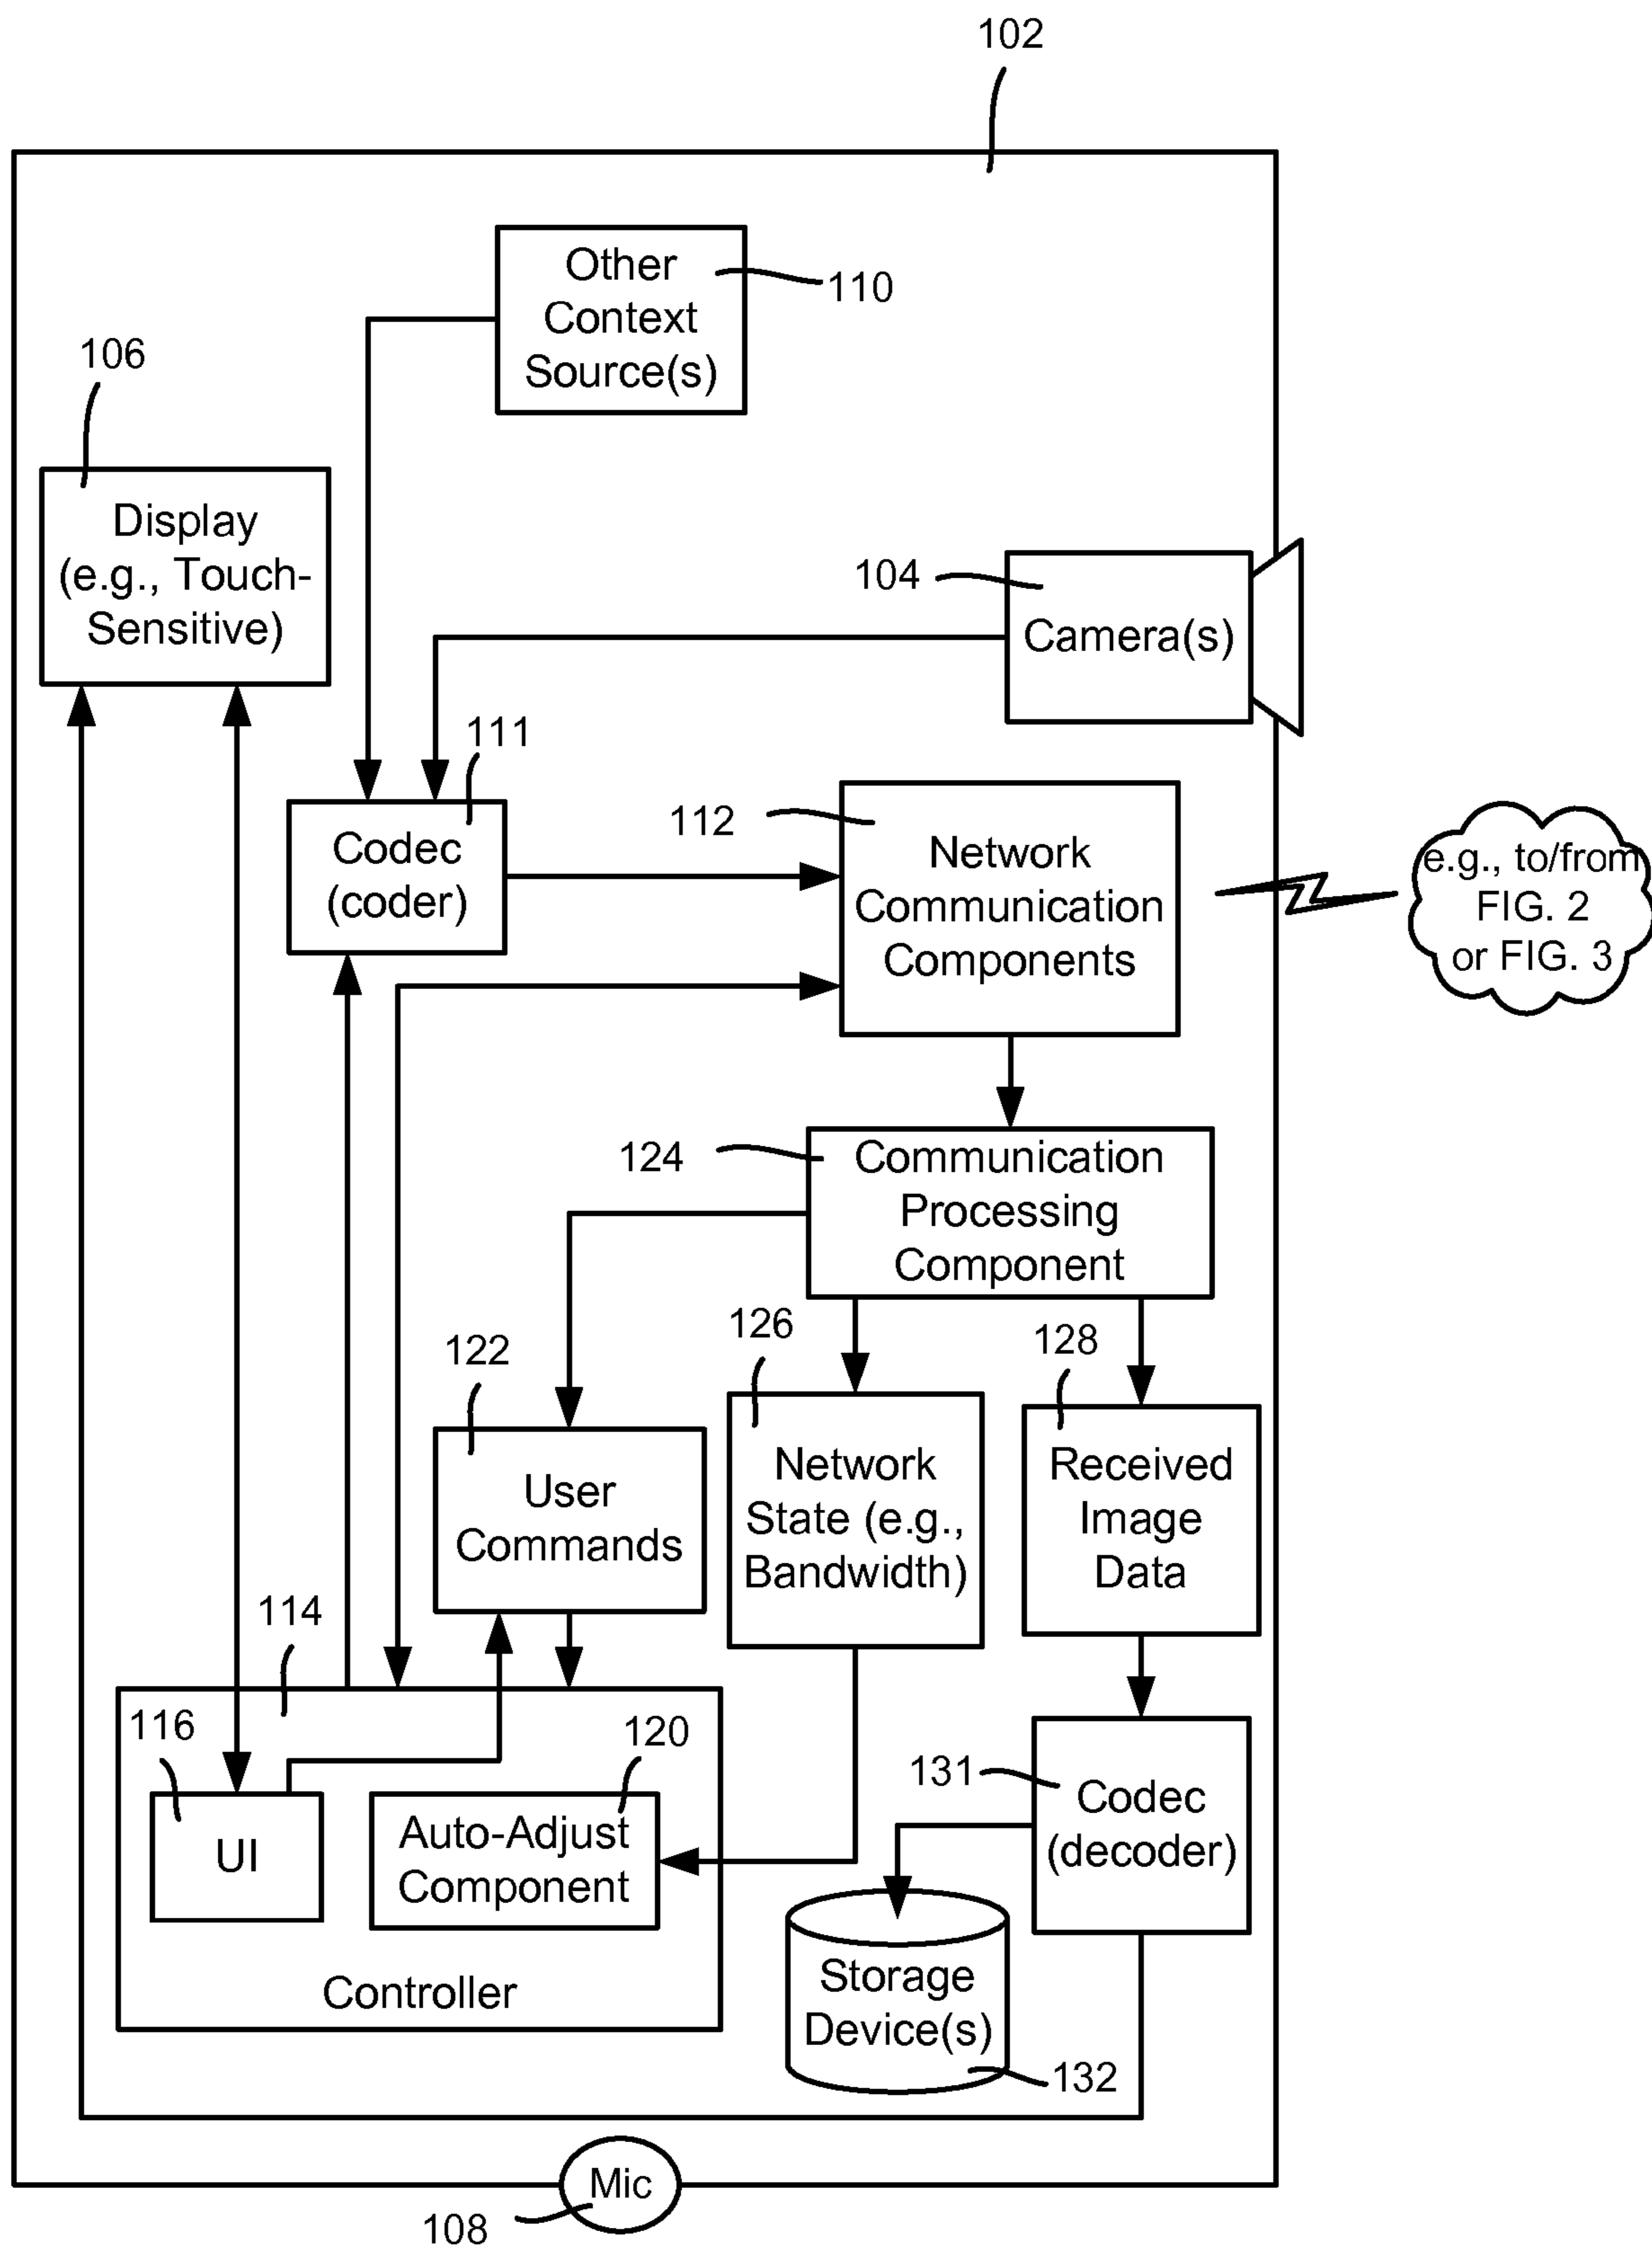 102
Other
Context
Source(s)
110
106
Display
(e.g., Touch-
Sensitive)
104
Camera(s)
111
Codec
(coder)
112
Network
Communication
Components
e.g., to/from
FIG. 2
or FIG. 3
124
Communication
Processing
Component
122
User
Commands
126
Network
State (e.g.,
Bandwidth)
128
Received
Image
Data
114
116
UI
120
Auto-Adjust
Component
Controller
131
Codec
(decoder)
Storage
Device(s)
132
Mic
108